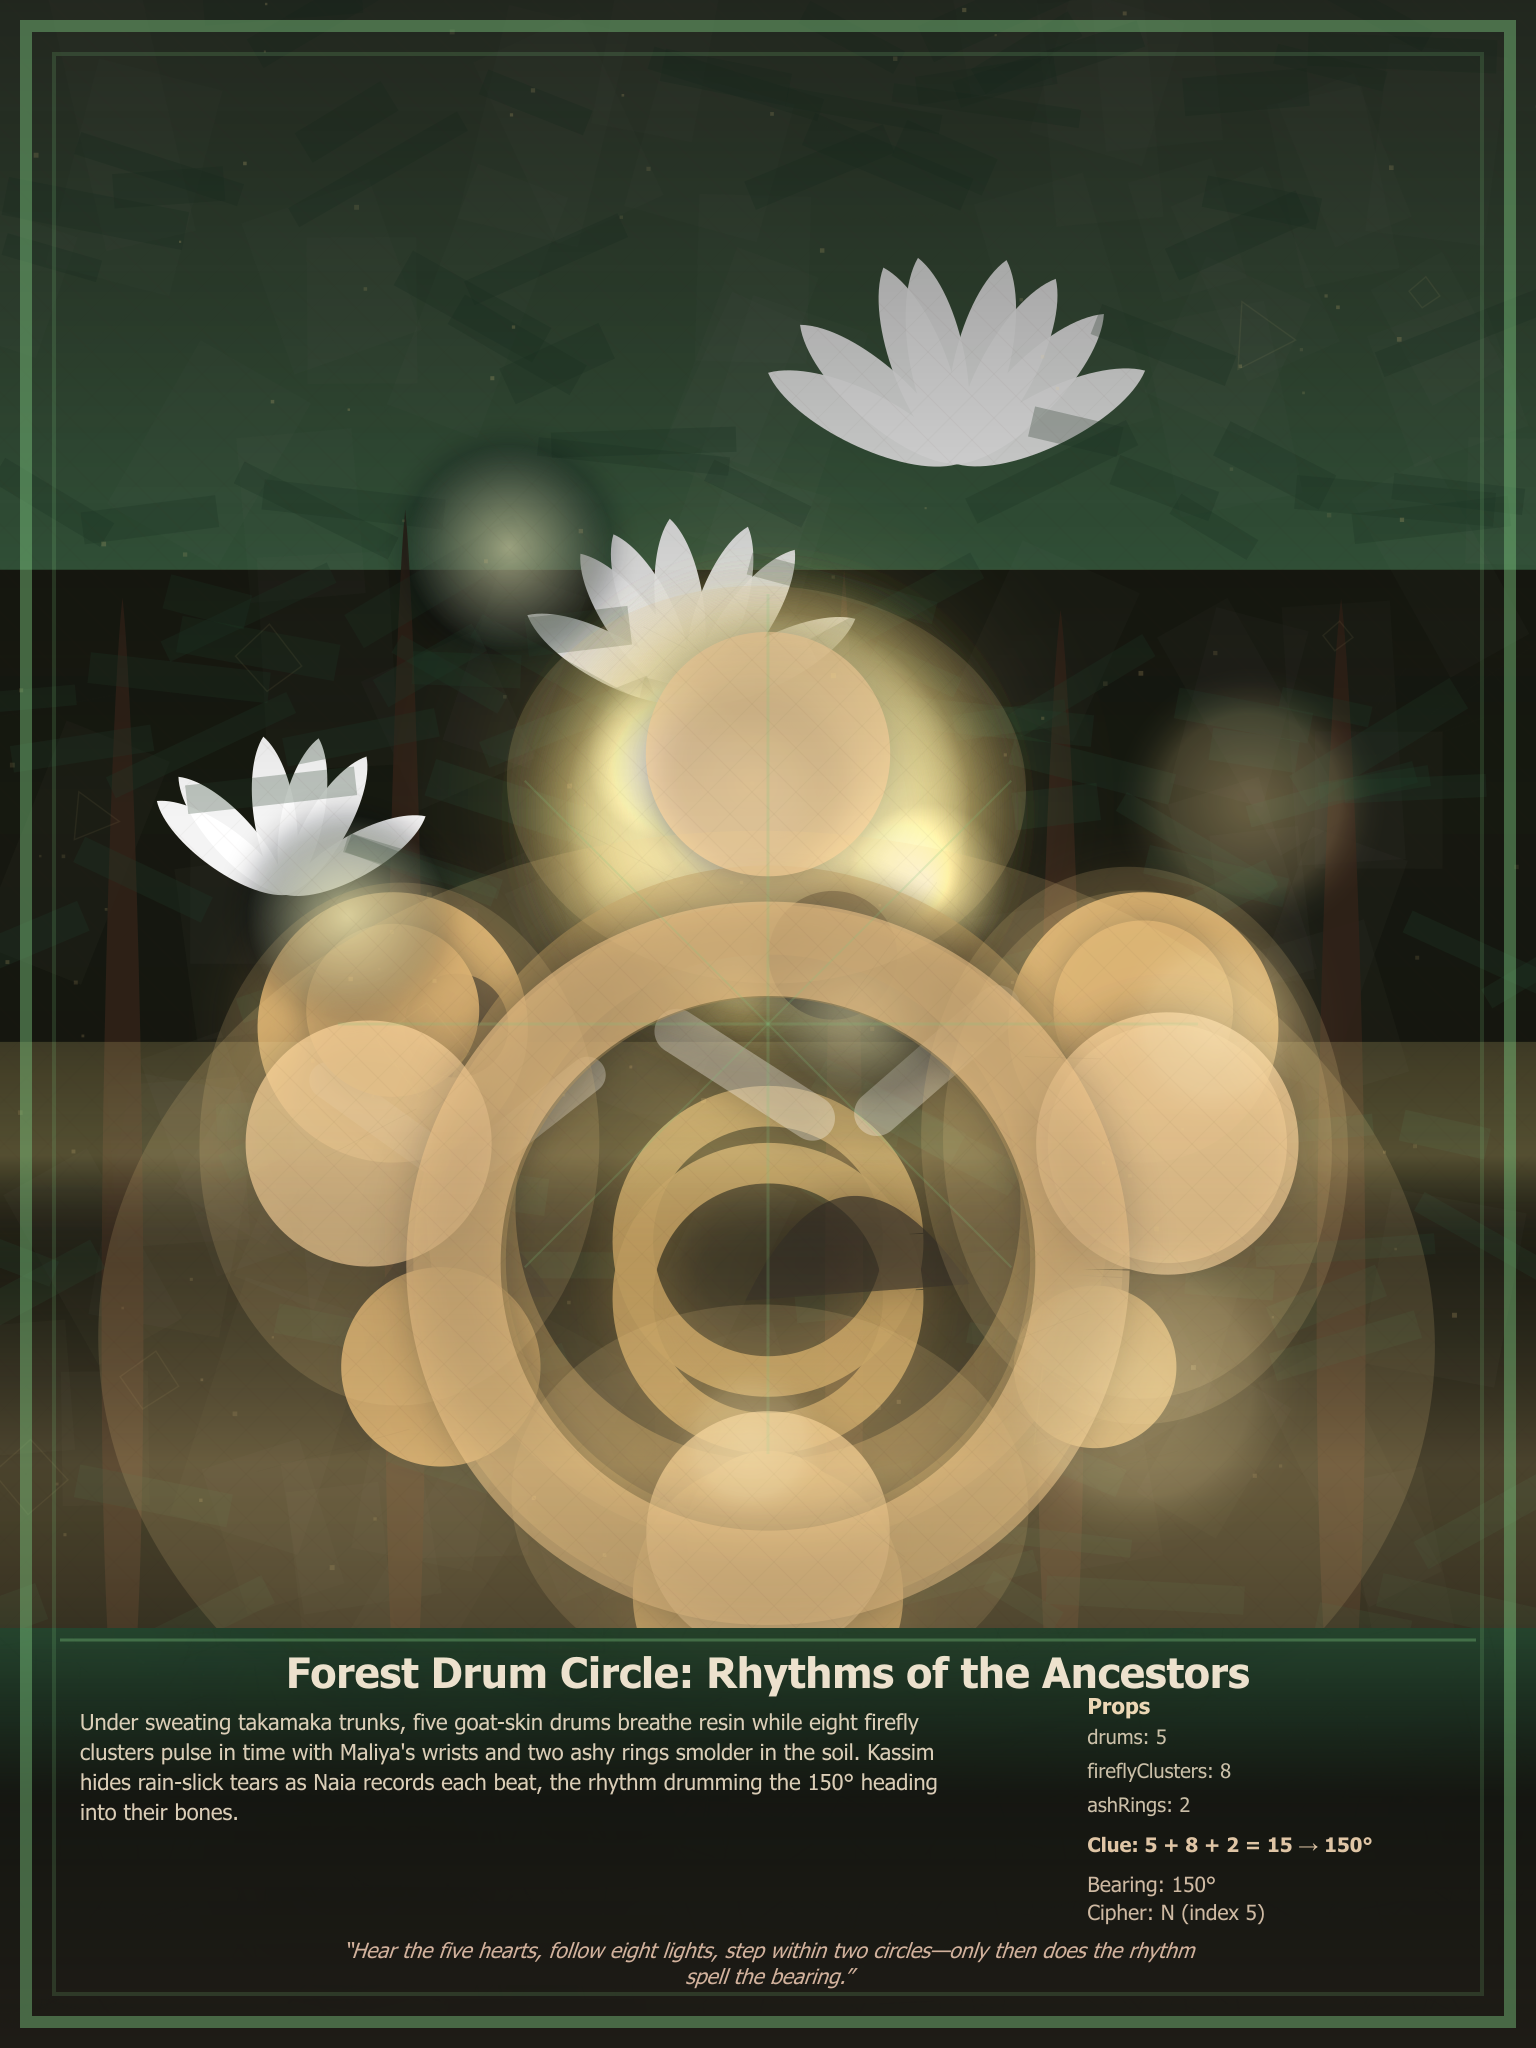 Forest Drum Circle: Rhythms of the Ancestors
Under sweating takamaka trunks, five goat-skin drums breathe resin while eight firefly
clusters pulse in time with Maliya's wrists and two ashy rings smolder in the soil. Kassim
hides rain-slick tears as Naia records each beat, the rhythm drumming the 150° heading
into their bones.
Props
drums: 5
fireflyClusters: 8
ashRings: 2
Clue: 5 + 8 + 2 = 15 → 150°
Bearing: 150°
Cipher: N (index 5)
"Hear the five hearts, follow eight lights, step within two circles—only then does the rhythm
spell the bearing.”